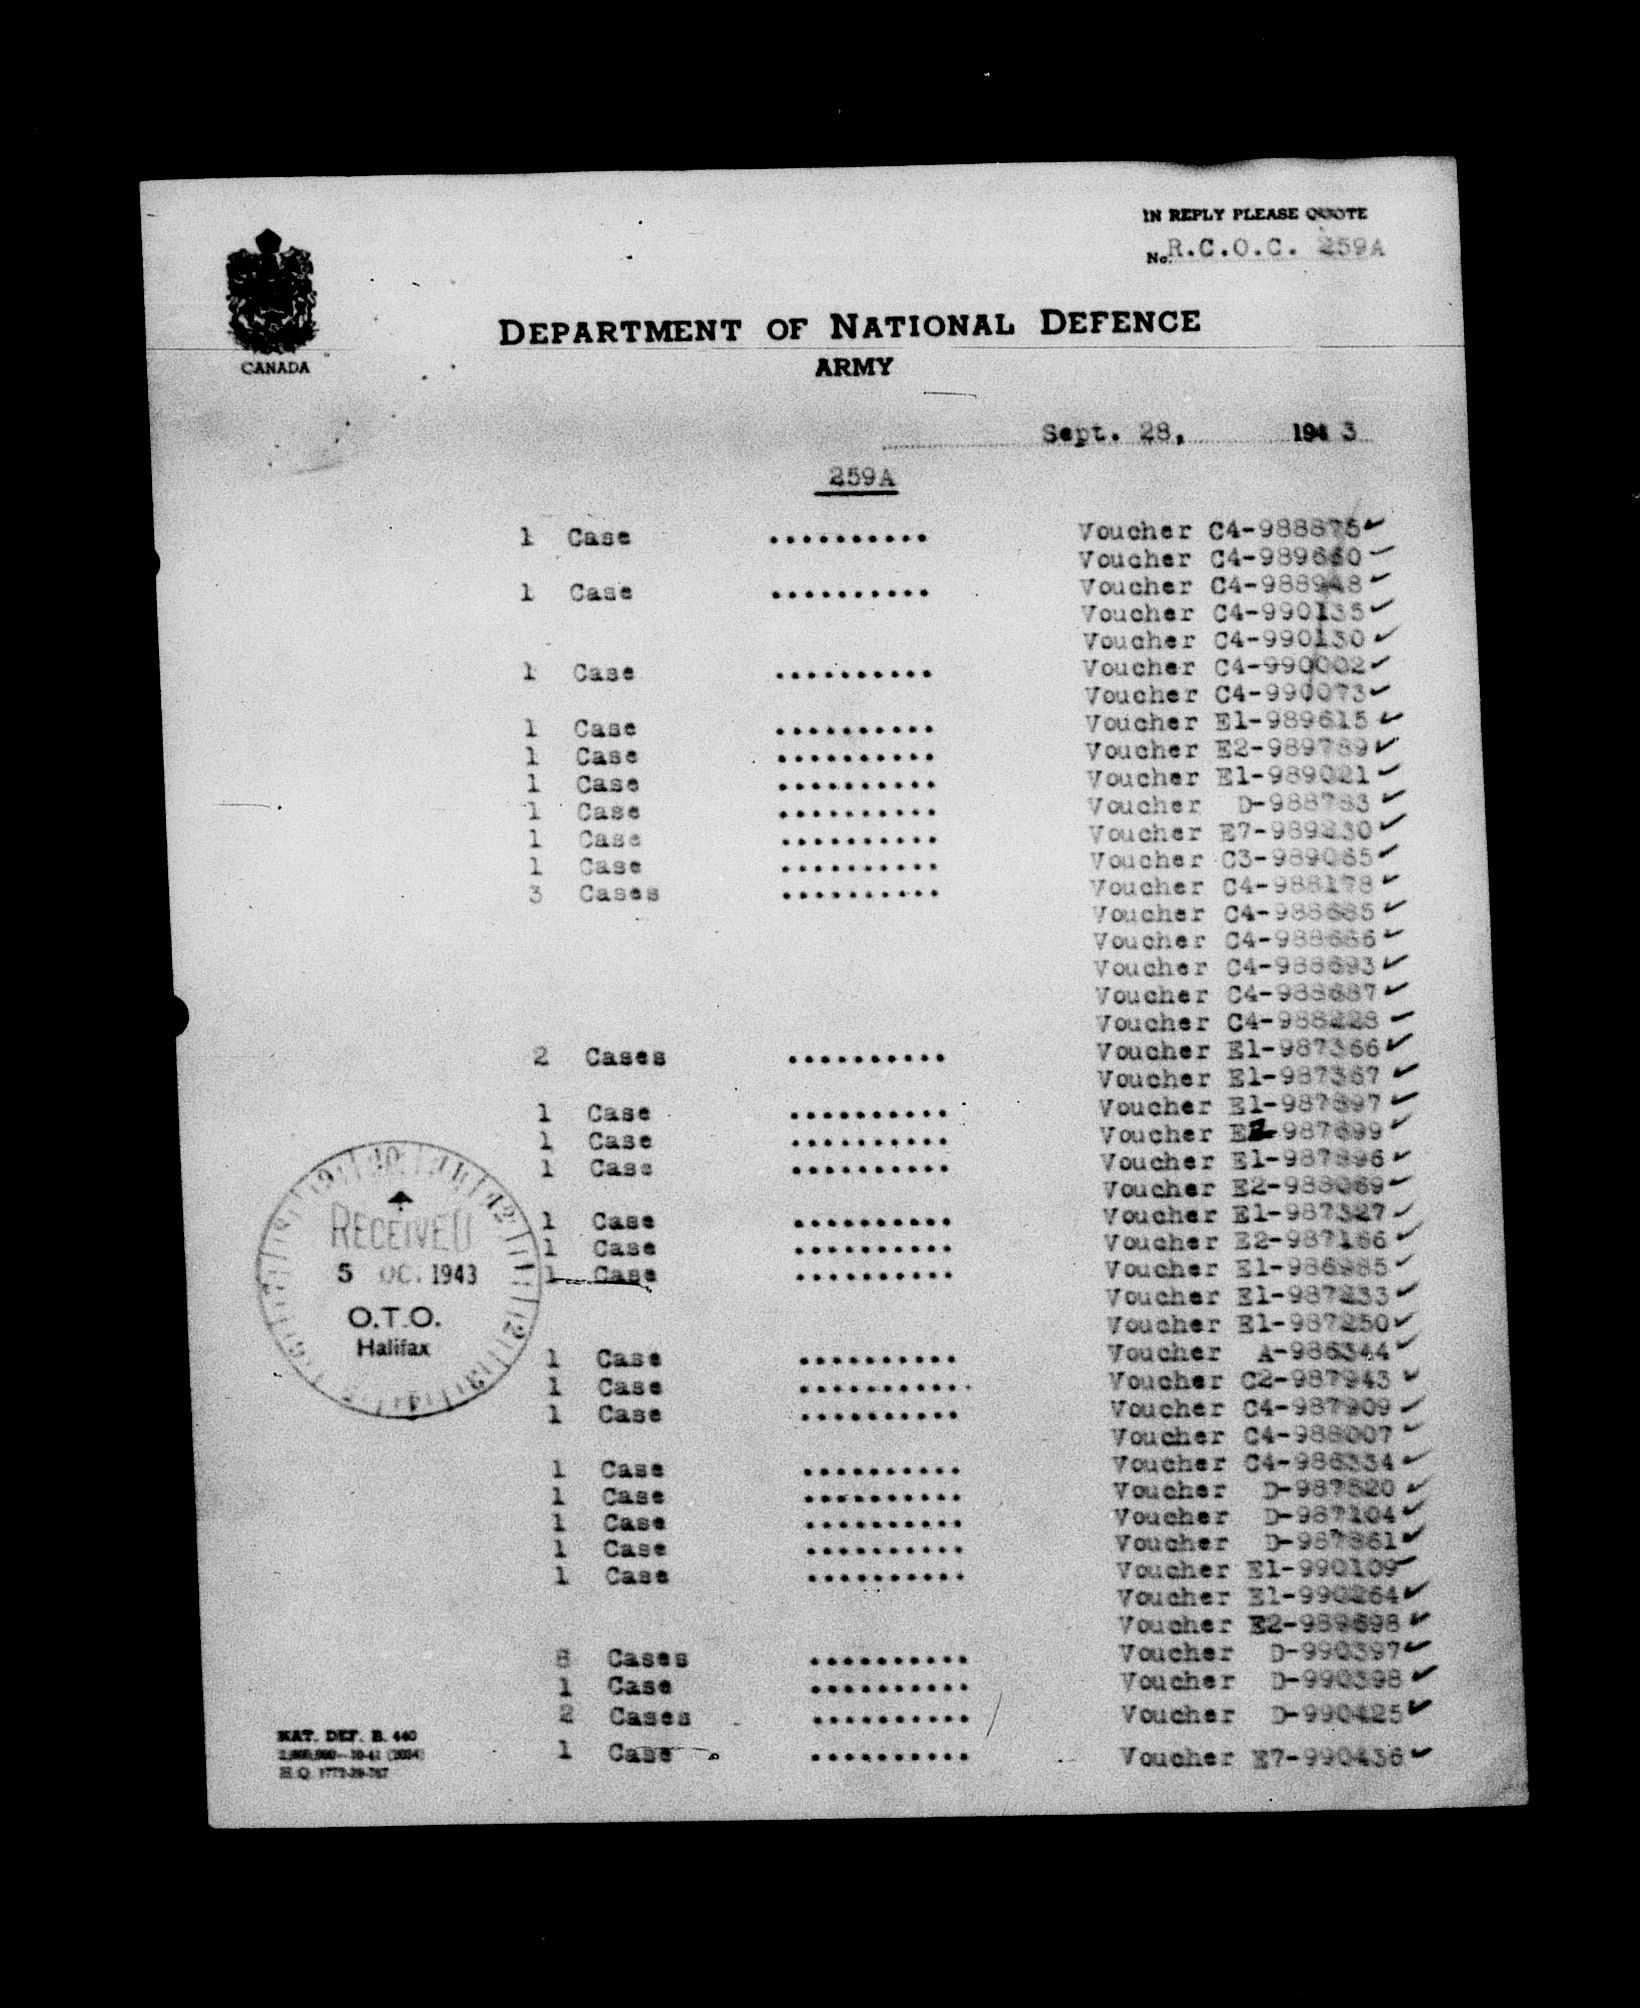 IN REPLY PLEASE QUOTE
No. R.C.O.C. 259A
CANADA
DEPARTMENT OF NATIONAL DEFENCE
ARMY
Sept. 28, 1943
259A
1 Case .......... Voucher C4-988875
Voucher C4-989660
1 Case .......... Voucher C4-988948
Voucher C4-990135
Voucher C4-990130
1 Case .......... Voucher C4-990002
Voucher C4-990073
1 Case .......... Voucher E1-989615
1 Case .......... Voucher E2-989789
1 Case .......... Voucher E1-989021
1 Case .......... Voucher D-988783
1 Case .......... Voucher E7-989230
1 Case .......... Voucher C3-989065
3 Cases .......... Voucher C4-988178
Voucher C4-988685
Voucher C4-988686
Voucher C4-988693
Voucher C4-988687
Voucher C4-988228
2 Cases .......... Voucher E1-987366
Voucher E1-987367
1 Case .......... Voucher E1-987897
1 Case .......... Voucher E2-987699
1 Case .......... Voucher E1-987896
Voucher E2-988069
1 Case .......... Voucher E1-987327
1 Case .......... Voucher E2-987166
1 Case .......... Voucher E1-986985
Voucher E1-987233
Voucher E1-987250
1 Case .......... Voucher A-986344
1 Case ........... Voucher C2-987943
1 Case .......... Voucher C4-987909
Voucher C4-988007
1 Case .......... Voucher C4-986334
1 Case .......... Voucher D-987520
1 Case .......... Voucher D-987104
1 Case .......... Voucher D-987861
1 Case .......... Voucher E1-990109
Voucher E1-990264
Voucher E2-989698
8 Cases .......... Voucher D-990397
1 Case .......... Voucher D-990398
2 Cases .......... Voucher D-990425
1 Case .......... Voucher E7-990436
RECEIVED
5 OC. 1943
O.T.O.
Halifax
NAT. DEF. B. 440
H.Q. 1772-39-767